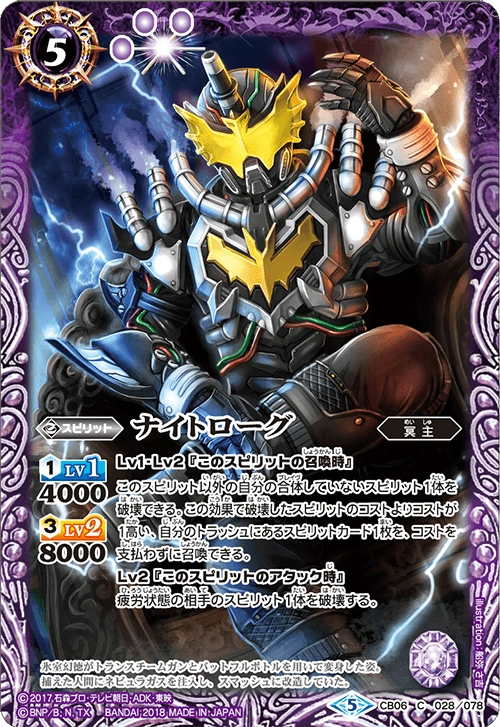 5
スピリット
ナイトローグ
冥主
めいしゅ
1 LV1
4000
3 LV2
8000
Lv1-Lv2『このスピリットの召喚時』
このスピリット以外の自分の合体していないスピリット1体を
破壊できる。この効果で破壊したスピリットのコストよりコストが
1高い、自分のトラッシュにあるスピリットカード1枚を、コストを
支払わずに召喚できる。
Lv2『このスピリットのアタック時』
疲労状態の相手のスピリット1体を破壊する。
氷室幻徳がトランスチームガンとバットフルボトルを用いて変身した姿。
捕えた人間にネビュラガスを注入し、スマッシュに改造していた。
©2017 石森プロ・テレビ朝日・ADK・東映
©BNP/B・N, TX BANDAI 2018 MADE IN JAPAN
5
CB06 C 028/078